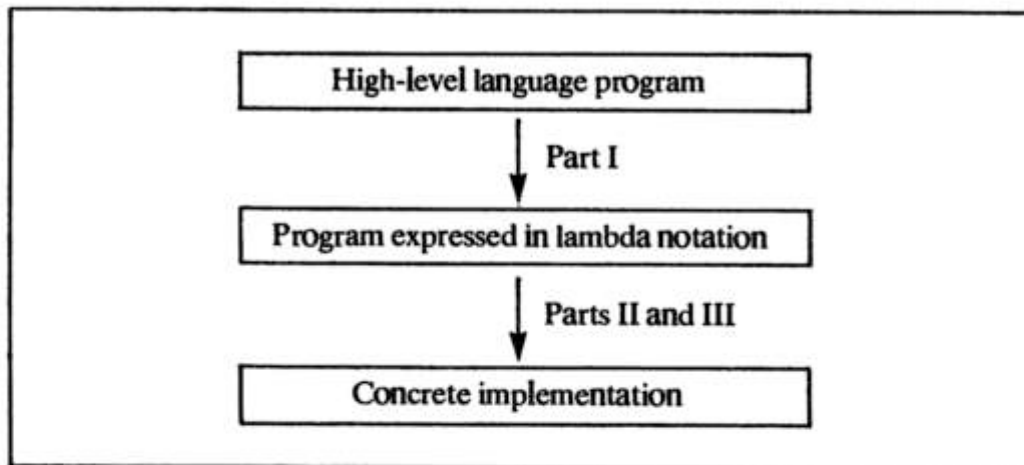 High-level language program
Part I
Program expressed in lambda notation
Parts II and III
Concrete implementation